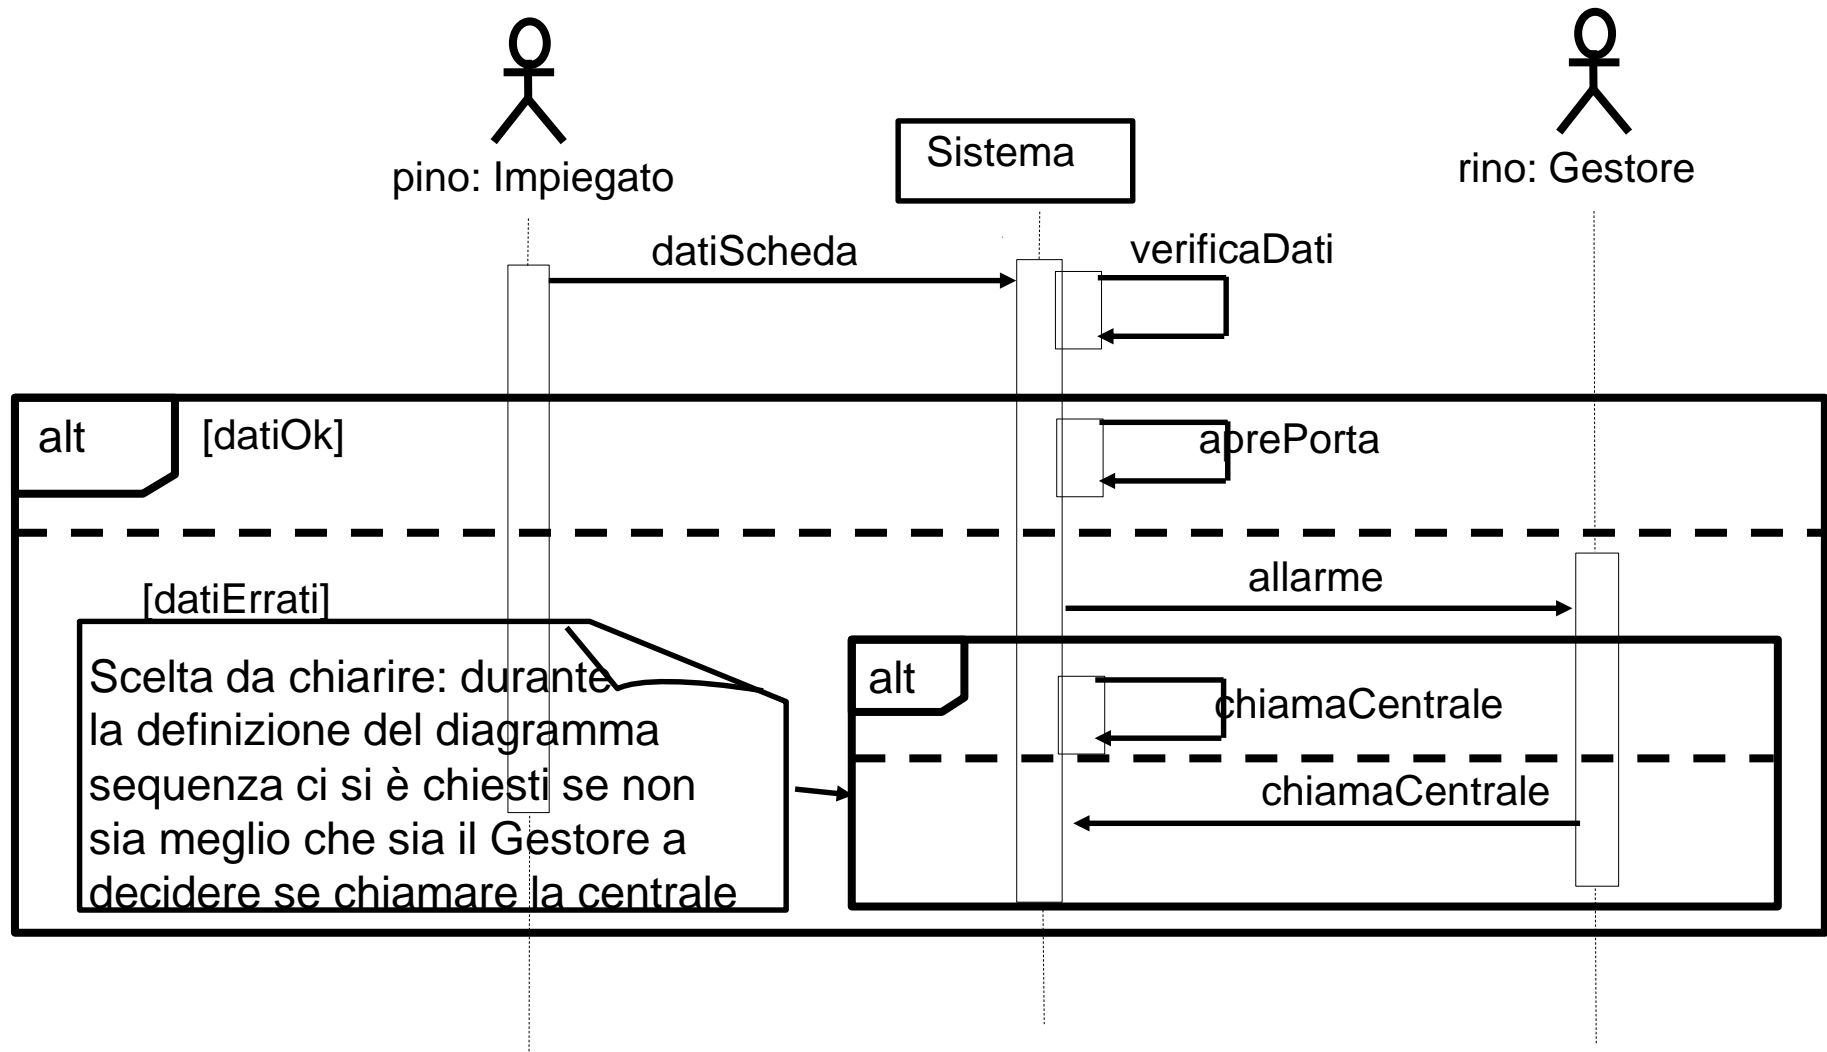 pino: Impiegato
Sistema
rino: Gestore
datiScheda
verificaDati
alt
[datiOk]
aprePorta
[datiErrati]
allarme
Scelta da chiarire: durante
la definizione del diagramma
sequenza ci si è chiesti se non
sia meglio che sia il Gestore a
decidere se chiamare la centrale
alt
chiamaCentrale
chiamaCentrale